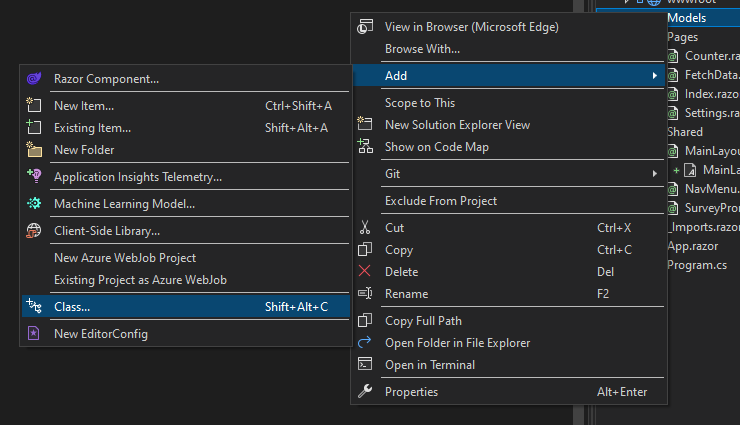 wwwroot
Models
Pages
Counter.ra
FetchData.
Index.razor
Settings.ra
Shared
MainLayou
MainLa
NavMenu.
SurveyPron
_Imports.razor
App.razor
Program.cs
View in Browser (Microsoft Edge)
Browse With...
Add
Scope to This
New Solution Explorer View
Show on Code Map
Git
Exclude From Project
Cut Ctrl+X
Copy Ctrl+C
Delete Del
Rename F2
Copy Full Path
Open Folder in File Explorer
Open in Terminal
Properties Alt+Enter
Razor Component...
New Item... Ctrl+Shift+A
Existing Item... Shift+Alt+A
New Folder
Application Insights Telemetry...
Machine Learning Model...
Client-Side Library...
New Azure WebJob Project
Existing Project as Azure WebJob
Class... Shift+Alt+C
New EditorConfig